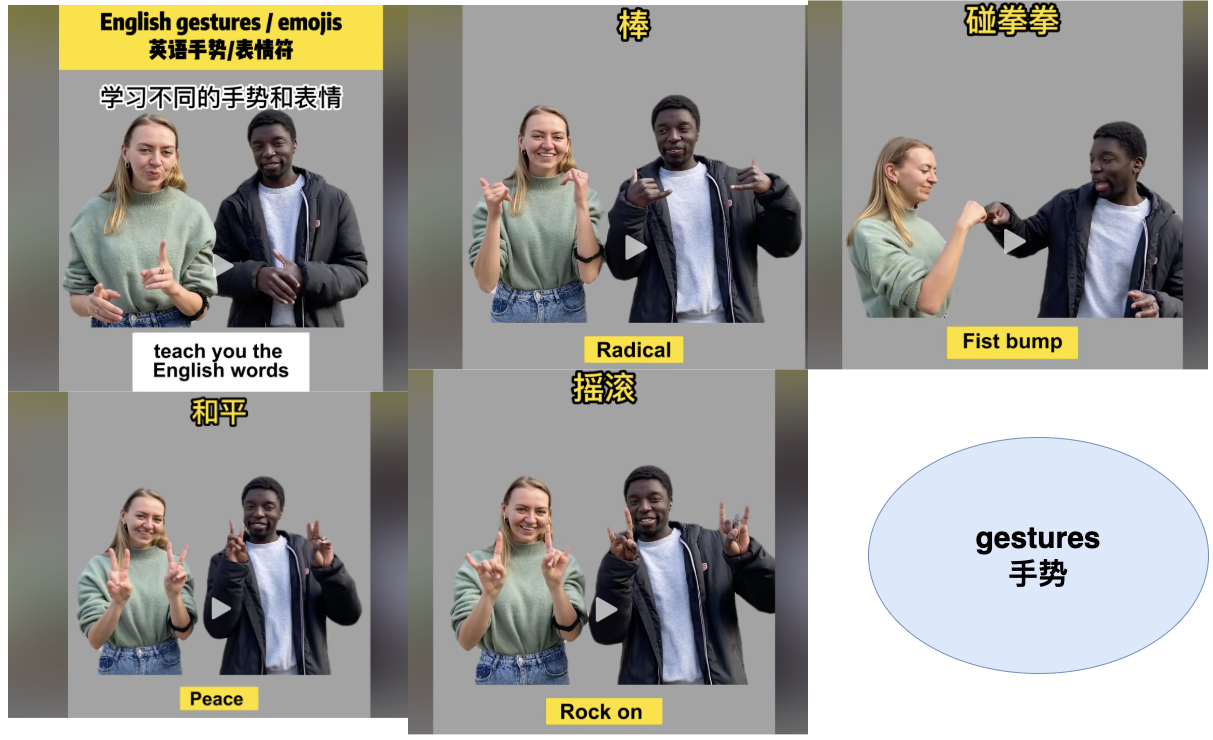 English gestures / emojis
英语手势/表情符
学习不同的手势和表情
teach you the
English words
棒
Radical
碰拳拳
Fist bump
和平
Peace
摇滚
Rock on
gestures
手势